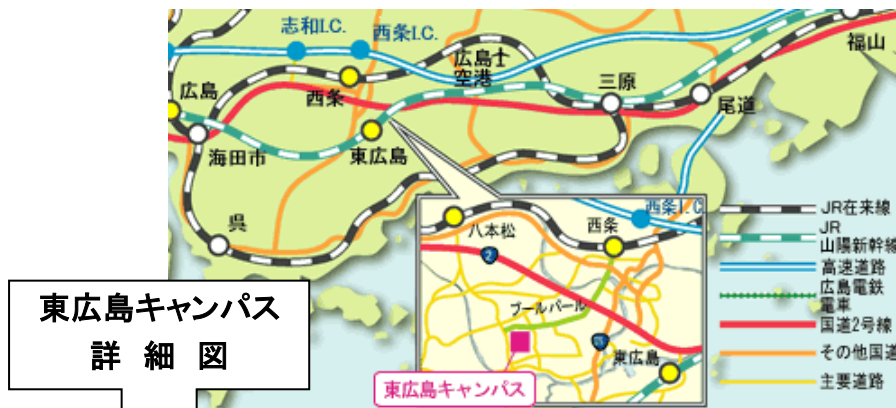 志和I.C.
西条I.C.
福山
広島
空港
広島
西条
三原
尾道
海田市
東広島
呉
西条I.C.
八本松
西条
2
ブールバール
東広島
東広島キャンパス
JR在来線
JR
山陽新幹線
高速道路
広島電鉄
電車
国道2号線
その他国道
主要道路
東広島キャンパス
詳 細 図